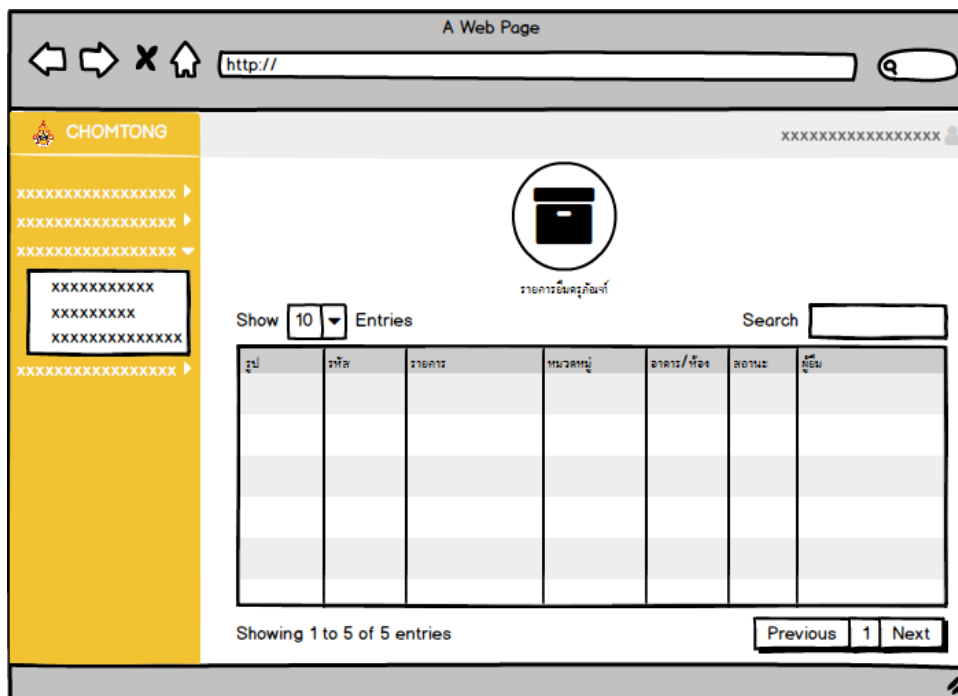 A Web Page
http://
CHOMTONG
xxxxxxxxxxxxxxxxx
xxxxxxxxxxxxxxxxx
xxxxxxxxxxxxxxxxx
xxxxxxxxxxxxxxxxx
xxxxxxxxxxx
xxxxxxxxx
xxxxxxxxxxxxxx
xxxxxxxxxxxxxxxxx
รายการยืมครุภัณฑ์
Show 10 Entries
Search
รูป รหัส รายการ หมวดหมู่ อาคาร/ห้อง สถานะ ผู้ยืม
Showing 1 to 5 of 5 entries
Previous 1 Next